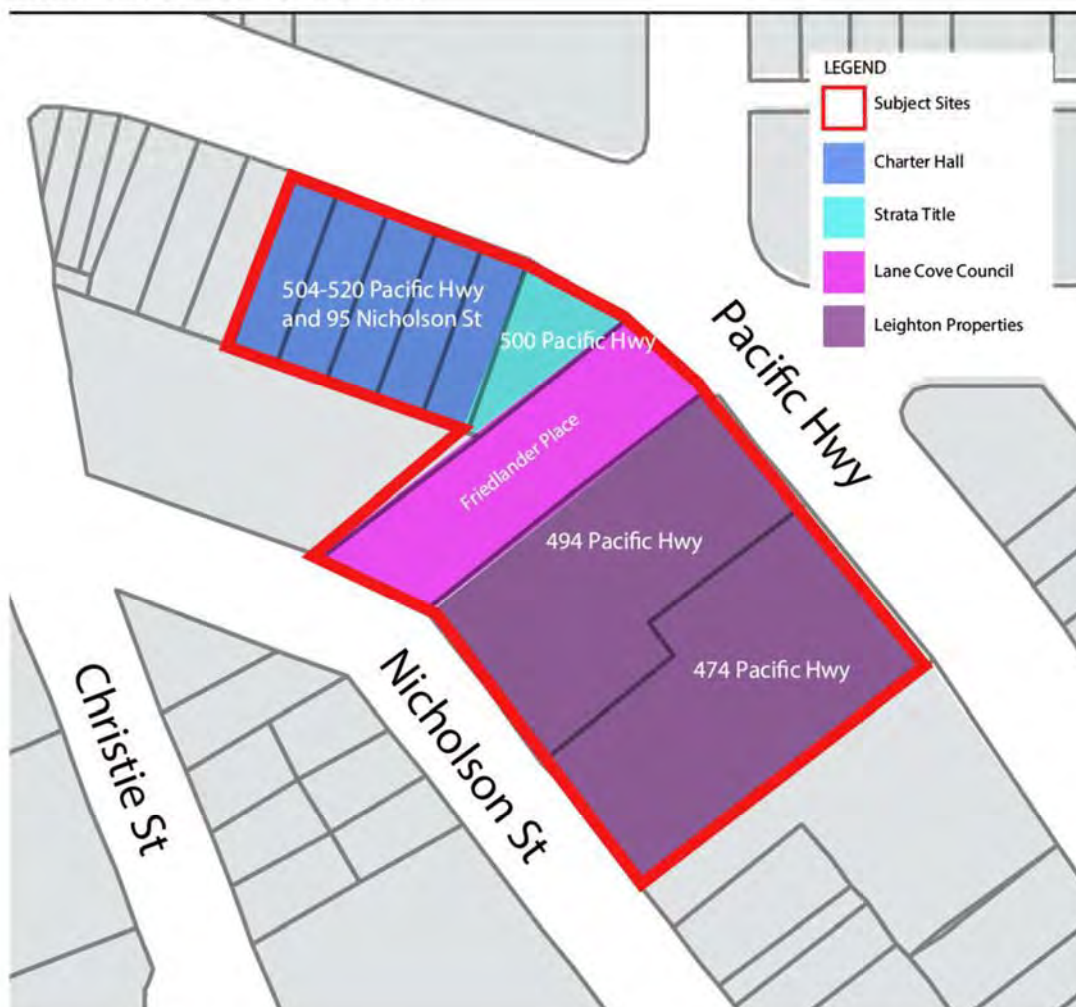 LEGEND
Subject Sites
Charter Hall
Strata Title
Lane Cove Council
Leighton Properties
504-520 Pacific Hwy
and 95 Nicholson St
500 Pacific Hwy
Pacific Hwy
Friedlander Place
494 Pacific Hwy
474 Pacific Hwy
Nicholson St
Christie St